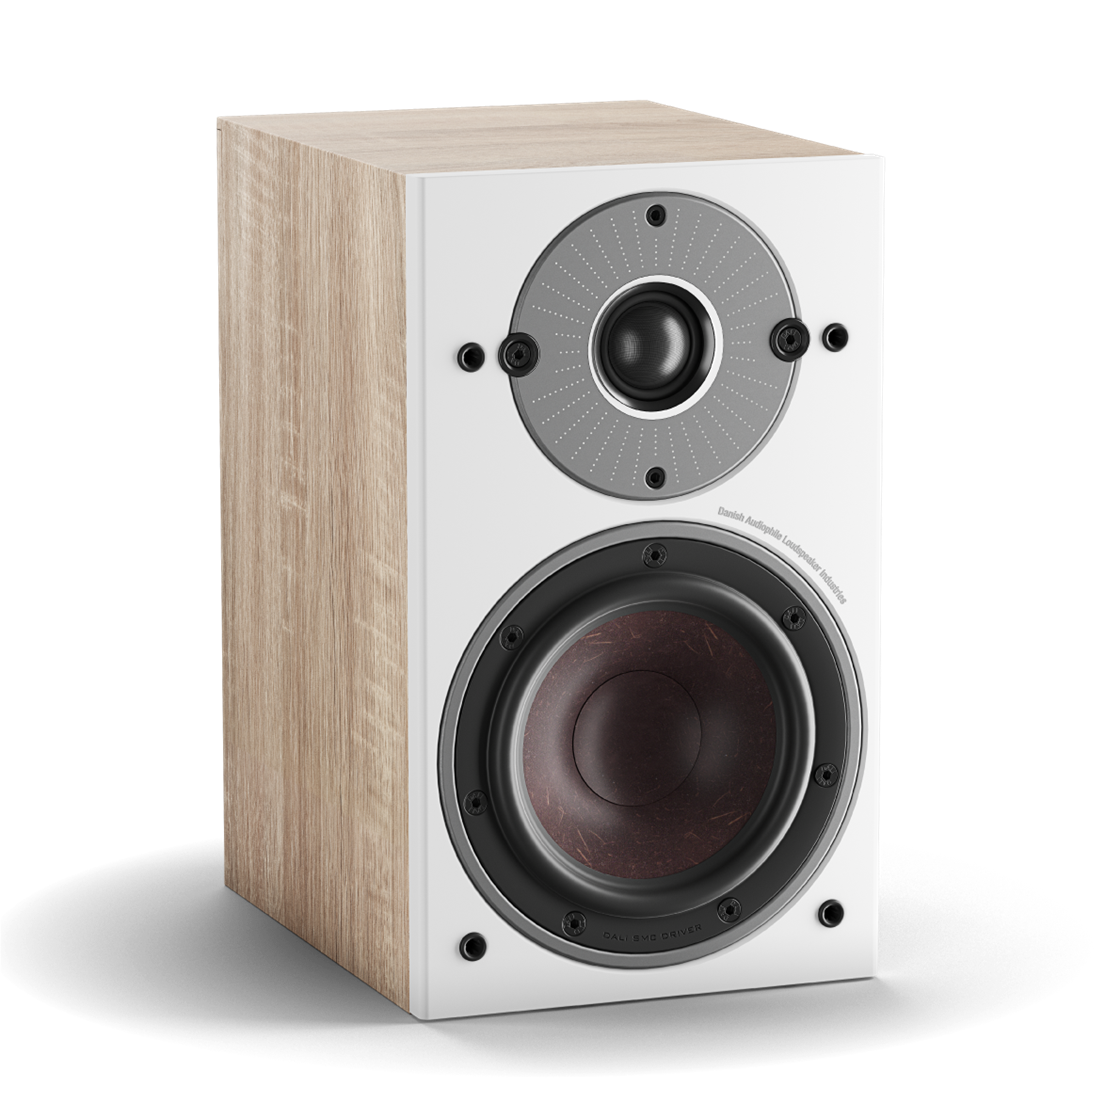 Danish Audiophile Loudspeaker Industries
DALI SMC DRIVER